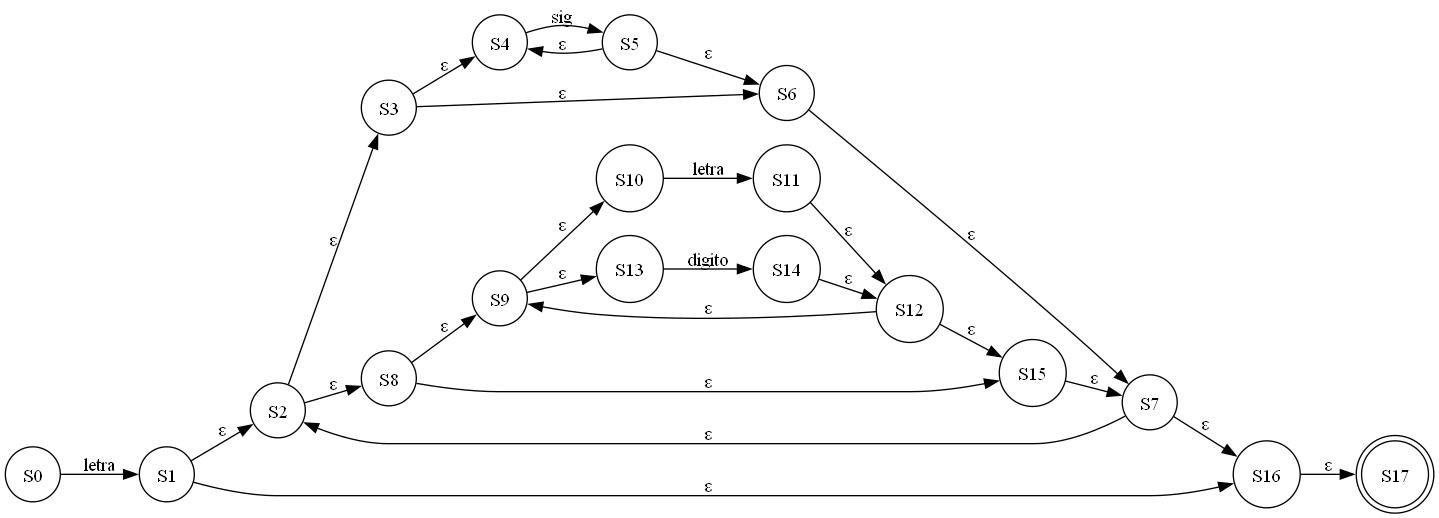 sig
S4
ε
S5
ε
ε
S3
ε
S6
S10
letra
S11
ε
ε
ε
ε
S13
digito
S14
ε
ε
S9
S12
ε
ε
ε
S8
ε
S15
ε
S7
ε
S2
ε
ε
ε
S0
letra
S1
ε
S16
ε
S17